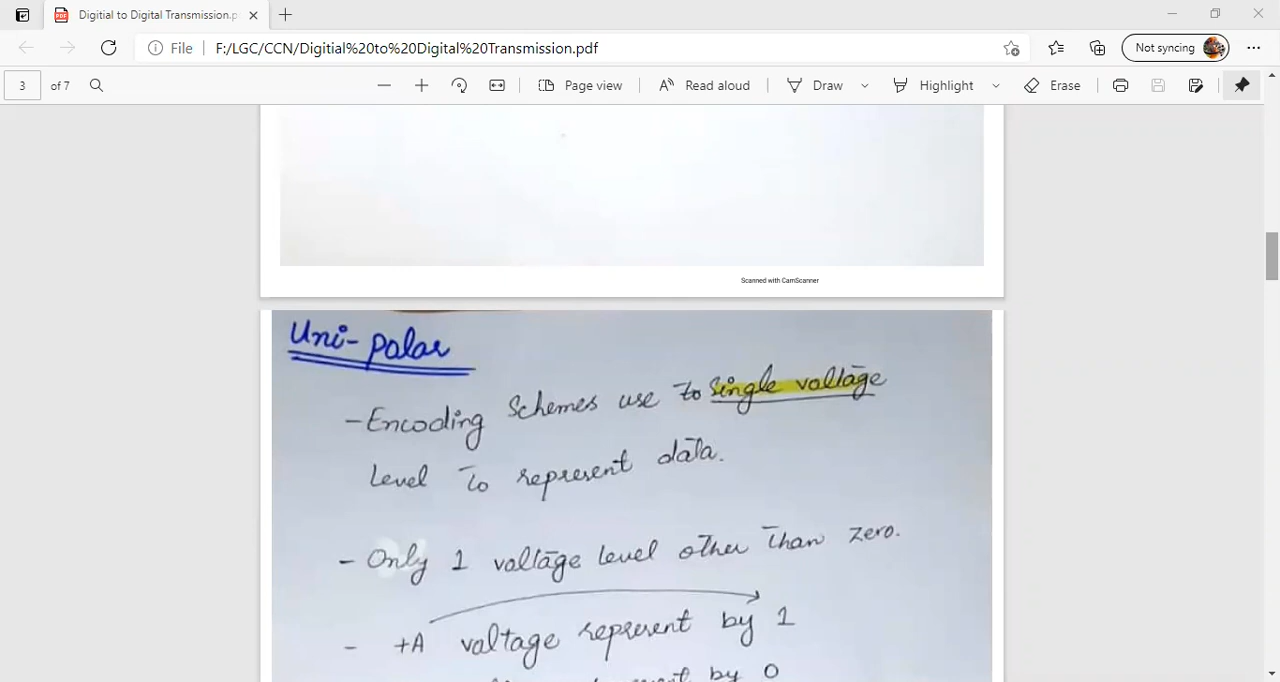 Digitial to Digital Transmission.p
File F:/LGC/CCN/Digitial%20to%20Digital%20Transmission.pdf
Not syncing
3 of 7
Page view
Read aloud
Draw
Highlight
Erase
Scanned with CamScanner
Uni-polar
- Encoding Schemes use to Single voltage
level to represent data.
- Only 1 voltage level other than zero.
- +A voltage represent by 1
by 0